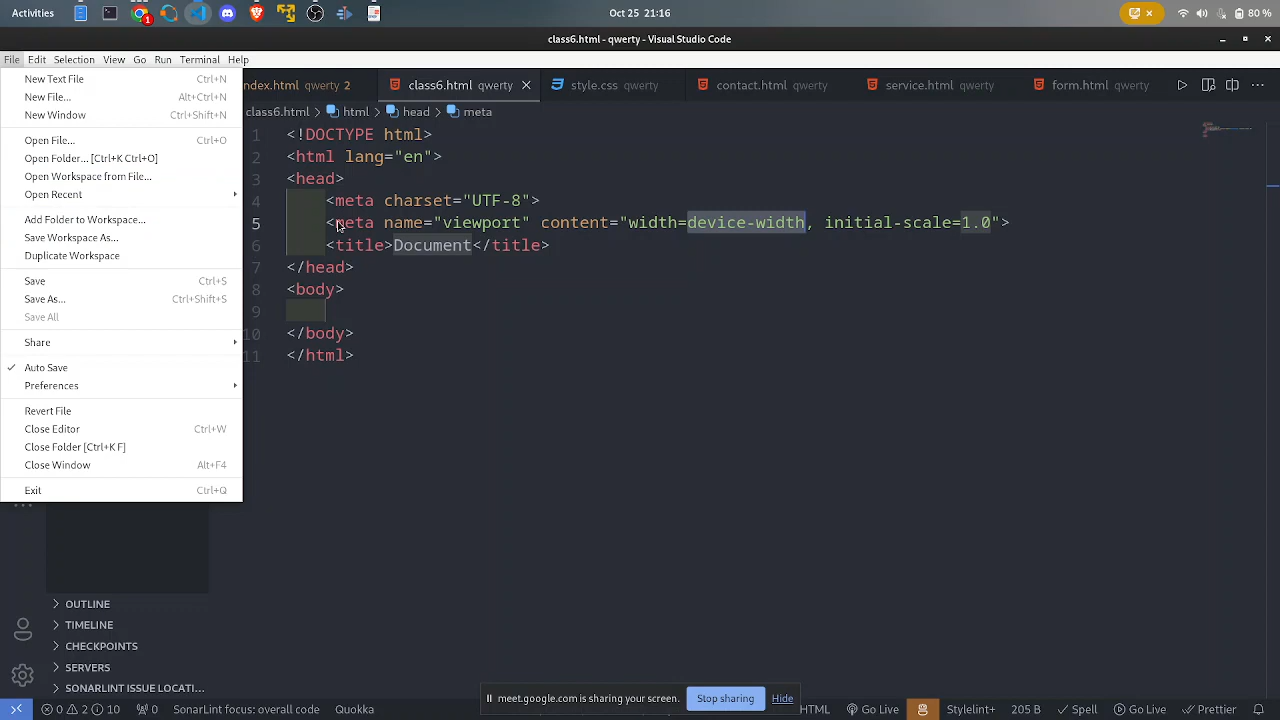 Activities
1
Oct 25 21:16
80 %
class6.html - qwerty - Visual Studio Code
File Edit Selection View Go Run Terminal Help
New Text File Ctrl+N
New File... Alt+Ctrl+N
New Window Ctrl+Shift+N
Open File... Ctrl+O
Open Folder... [Ctrl+K Ctrl+O]
Open Workspace from File...
Open Recent
Add Folder to Workspace...
Save Workspace As...
Duplicate Workspace
Save Ctrl+S
Save As... Ctrl+Shift+S
Save All
Share
Auto Save
Preferences
Revert File
Close Editor Ctrl+W
Close Folder [Ctrl+K F]
Close Window Alt+F4
Exit Ctrl+Q
OUTLINE
TIMELINE
CHECKPOINTS
SERVERS
SONARLINT ISSUE LOCATI...
ndex.html qwerty 2 class6.html qwerty style.css qwerty contact.html qwerty service.html qwerty form.html qwerty
class6.html > html > head > meta
1 <!DOCTYPE html>
2 <html lang="en">
3 <head>
4 <meta charset="UTF-8">
5 <meta name="viewport" content="width=device-width, initial-scale=1.0">
6 <title>Document</title>
7 </head>
8 <body>
9
10 </body>
11 </html>
meet.google.com is sharing your screen. Stop sharing Hide
0 2 10 0 SonarLint focus: overall code Quokka HTML Go Live Stylelint+ 205 B Spell Go Live Prettier